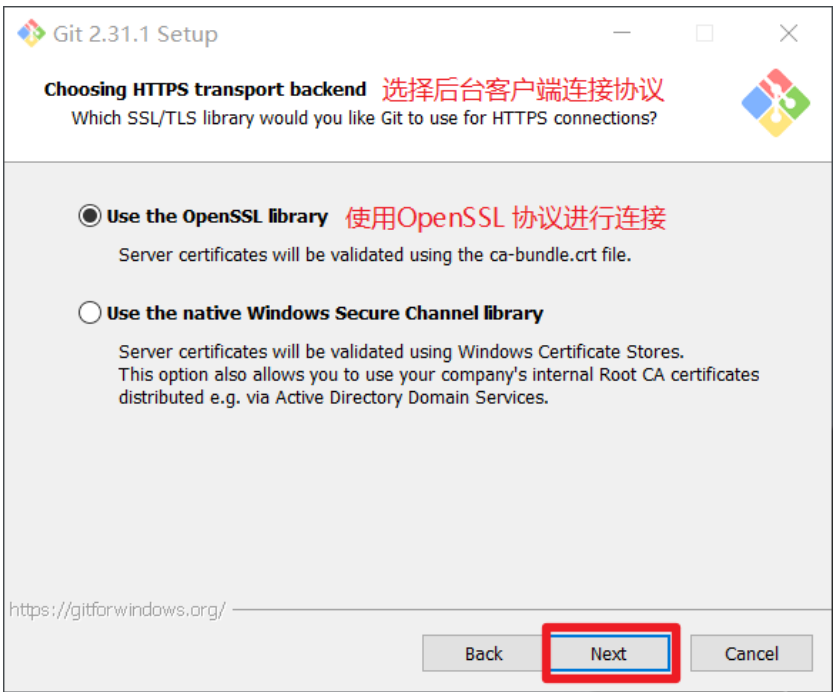 Git 2.31.1 Setup
Choosing HTTPS transport backend 选择后台客户端连接协议
Which SSL/TLS library would you like Git to use for HTTPS connections?
Use the OpenSSL library 使用OpenSSL 协议进行连接
Server certificates will be validated using the ca-bundle.crt file.
Use the native Windows Secure Channel library
Server certificates will be validated using Windows Certificate Stores.
This option also allows you to use your company's internal Root CA certificates
distributed e.g. via Active Directory Domain Services.
https://gitforwindows.org/
Back Next Cancel